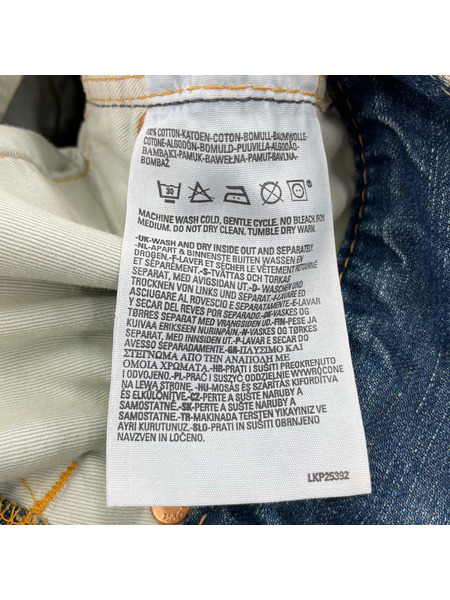 100% COTTON-KATOEN-COTON-BOMULL-BAUMWOLLE-
COTONE-ALGODÓN-BOMULD-PUUVILLA-ALGODÃO-
BAMBAKI-PAMUK-BAWEŁNA-PAMUT-BAVLNA-
BOMBAŽ
30
MACHINE WASH COLD, GENTLE CYCLE. NO BLEACH. IRON
MEDIUM. DO NOT DRY CLEAN. TUMBLE DRY WARM.
-UK-WASH AND DRY INSIDE OUT AND SEPARATELY
-NL-APART & BINNENSTE BUITEN WASSEN EN
DROGEN.-F-LAVER ET SÉCHER LE VÊTEMENT RETOURNÉ
ET SÉPARÉMENT.-S-TVÄTTAS OCH TORKAS
SEPARAT, MED AVIGSIDAN UT.-D-WASCHEN UND
TROCKNEN VON LINKS UND SEPARAT.-I-LAVARE ED
ASCIUGARE AL ROVESCIO E SEPARATAMENTE.-E-LAVAR
Y SECAR DEL REVES POR SEPARADO.-DK-VASKES OG
TØRRES SEPARAT MED VRANGSIDEN UD.-FIN-PESE JA
KUIVAA ERIKSEEN NURINPÄIN.-N-VASKES OG TØRKES
SEPARAT MED INNSIDEN UT.-P-LAVAR E SECAR DO
AVESSO E SEPARADAMENTE.-GR-ΠΛΥΣΙΜΟ ΚΑΙ
ΣΤΕΓΝΩΜΑ ΑΠΟ ΤΗΝ ΑΝΑΠΟΔΗ ΜΕ
ΟΜΟΙΑ ΧΡΩΜΑΤΑ.-HR-PRATI I SUŠITI PREOKRENUTO
I ODVOJENO.-PL-PRAĆ I SUSZYĆ ODDZIELNIE WYWRÓCONE
NA LEWA STRONE.-HU-MOSÁS ÉS SZÁRÍTÁS KIFORDÍTVA
ÉS ELKÜLÖNÍTVE.-CZ-PERTE A SUŠTE NARUBY A
SAMOSTATNĚ.-SK-PERTE A SUŠTE NARUBY A
SAMOSTATNE.-TR-MAKINADA TERSTEN YIKAYINIZ VE
AYRI KURUTUNUZ.-SLO-PRATI IN SUŠITI OBRNJENO
NAVZVEN IN LOČENO.
LKP25392